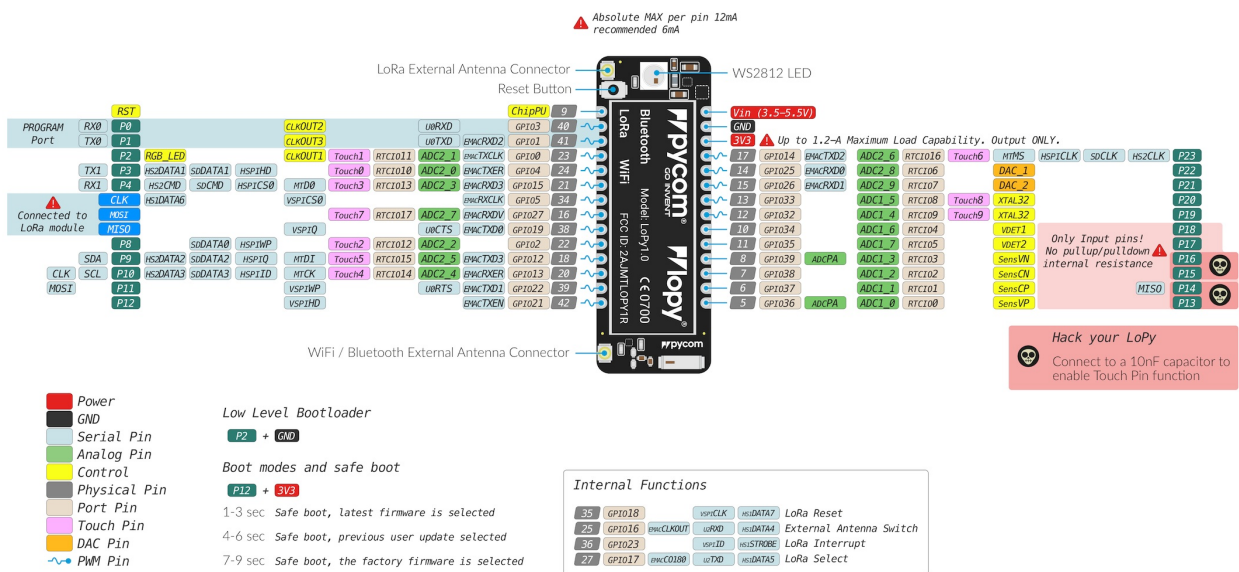 Absolute MAX per pin 12mA
recommended 6mA
LoRa External Antenna Connector
Reset Button
WS2812 LED
RST ChipPU 9
Vin (3.5–5.5V)
PROGRAM Port
RX0 P0 CLKOUT2 U0RXD GPIO3 40
GND
TX0 P1 CLKOUT3 U0TXD EMACRXD2 GPIO1 41
3V3 Up to 1.2–A Maximum Load Capability. Output ONLY.
P2 RGB_LED CLKOUT1 Touch1 RTCIO11 ADC2_1 EMACTXCLK GPIO0 23
17 GPIO14 EMACTXD2 ADC2_6 RTCIO16 Touch6 MTMS HSPICLK SDCLK HS2CLK P23
TX1 P3 HS2DATA1 SDDATA1 HSPIHD Touch0 RTCIO10 ADC2_0 EMACTXER GPIO4 24
14 GPIO25 EMACRXD0 ADC2_8 RTCIO6 DAC_1 P22
RX1 P4 HS2CMD SDCMD HSPICS0 MTDO Touch3 RTCIO13 ADC2_3 EMACRXD3 GPIO15 21
15 GPIO26 EMACRXD1 ADC2_9 RTCIO7 DAC_2 P21
Connected to
LoRa module
CLK HS1DATA6 VSPICS0 EMACRXCLK GPIO5 34
13 GPIO33 ADC1_5 RTCIO8 Touch8 XTAL32 P20
MOSI Touch7 RTCIO17 ADC2_7 EMACRXDV GPIO27 16
12 GPIO32 ADC1_4 RTCIO9 Touch9 XTAL32 P19
MISO VSPIQ U0CTS EMACTXD0 GPIO19 38
10 GPIO34 ADC1_6 RTCIO4 VDET1 P18
P8 SDDATA0 HSPIWP Touch2 RTCIO12 ADC2_2 GPIO2 22
11 GPIO35 ADC1_7 RTCIO5 VDET2 P17
SDA P9 HS2DATA2 SDDATA2 HSPIQ MTDI Touch5 RTCIO15 ADC2_5 EMACTXD3 GPIO12 18
8 GPIO39 ADCPA ADC1_3 RTCIO3 SensVN P16
CLK SCL P10 HS2DATA3 SDDATA3 HSPIID MTCK Touch4 RTCIO14 ADC2_4 EMACRXER GPIO13 20
7 GPIO38 ADC1_2 RTCIO2 SensCN P15
MOSI P11 VSPIWP U0RTS EMACTXD1 GPIO22 39
6 GPIO37 ADC1_1 RTCIO1 SensCP MISO P14
P12 VSPIHD EMACTXEN GPIO21 42
5 GPIO36 ADCPA ADC1_0 RTCIO0 SensVP P13
Only Input pins!
No pullup/pulldown
internal resistance
pycom
GO INVENT
lopy
Bluetooth Model: LoPy1.0 CE0700
LoRa WiFi FCC ID: 2AJMTLOPY1R
pycom
WiFi / Bluetooth External Antenna Connector
Hack your LoPy
Connect to a 10nF capacitor to
enable Touch Pin function
Power
GND
Serial Pin
Analog Pin
Control
Physical Pin
Port Pin
Touch Pin
DAC Pin
PWM Pin
Low Level Bootloader
P2 + GND
Boot modes and safe boot
P12 + 3V3
1-3 sec Safe boot, latest firmware is selected
4-6 sec Safe boot, previous user update selected
7-9 sec Safe boot, the factory firmware is selected
Internal Functions
35 GPIO18 VSPICLK HS1DATA7 LoRa Reset
25 GPIO16 EMACCLKOUT U2RXD HS1DATA4 External Antenna Switch
36 GPIO23 VSPIID HS1STROBE LoRa Interrupt
27 GPIO17 EMACCO180 U2TXD HS1DATA5 LoRa Select